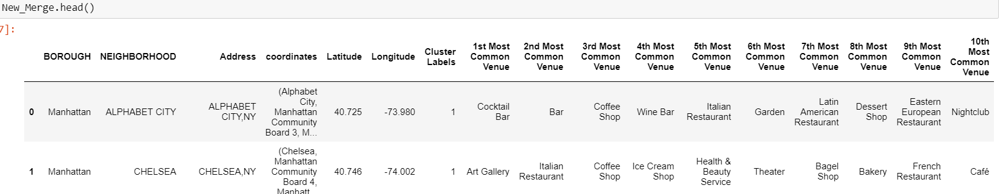 New_Merge.head()
7]:
BOROUGH NEIGHBORHOOD Address coordinates Latitude Longitude Cluster Labels 1st Most Common Venue 2nd Most Common Venue 3rd Most Common Venue 4th Most Common Venue 5th Most Common Venue 6th Most Common Venue 7th Most Common Venue 8th Most Common Venue 9th Most Common Venue 10th Most Common Venue
0 Manhattan ALPHABET CITY ALPHABET CITY,NY (Alphabet City, Manhattan Community Board 3, M... 40.725 -73.980 1 Cocktail Bar Bar Coffee Shop Wine Bar Italian Restaurant Garden Latin American Restaurant Dessert Shop Eastern European Restaurant Nightclub
1 Manhattan CHELSEA CHELSEA,NY (Chelsea, Manhattan Community Board 4, Manhatt... 40.746 -74.002 1 Art Gallery Italian Restaurant Coffee Shop Ice Cream Shop Health & Beauty Service Theater Bagel Shop Bakery French Restaurant Café